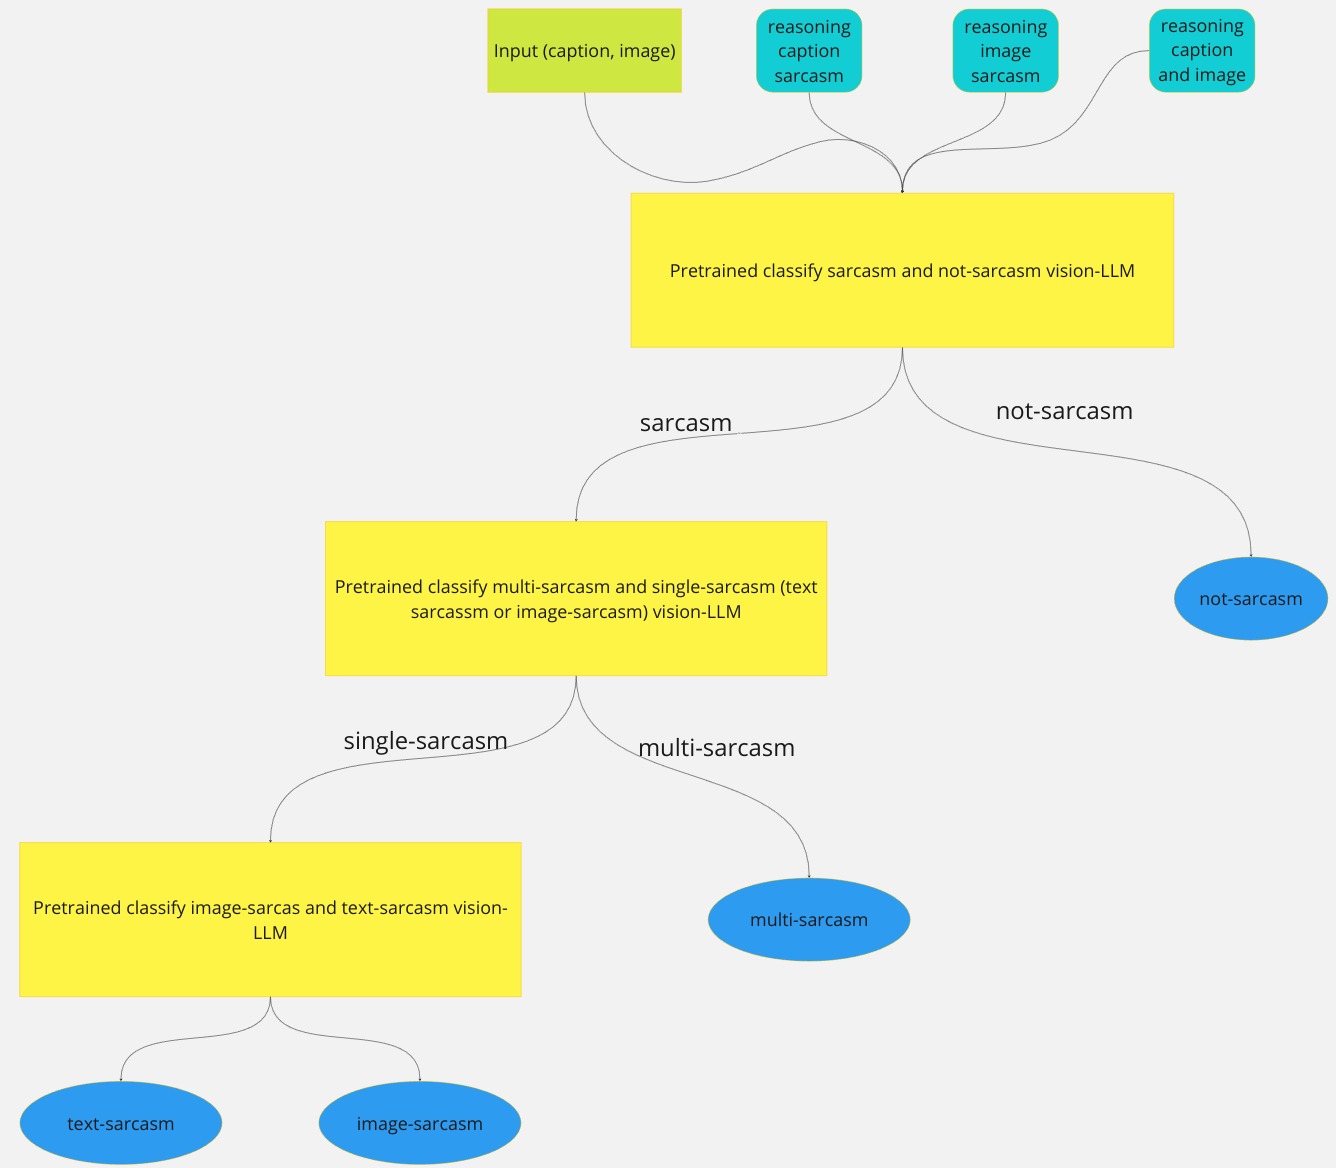 Input (caption, image)
reasoning
caption
sarcasm
reasoning
image
sarcasm
reasoning
caption
and image
Pretrained classify sarcasm and not-sarcasm vision-LLM
sarcasm
not-sarcasm
Pretrained classify multi-sarcasm and single-sarcasm (text
sarcassm or image-sarcasm) vision-LLM
not-sarcasm
single-sarcasm
multi-sarcasm
Pretrained classify image-sarcas and text-sarcasm vision-
LLM
multi-sarcasm
text-sarcasm
image-sarcasm